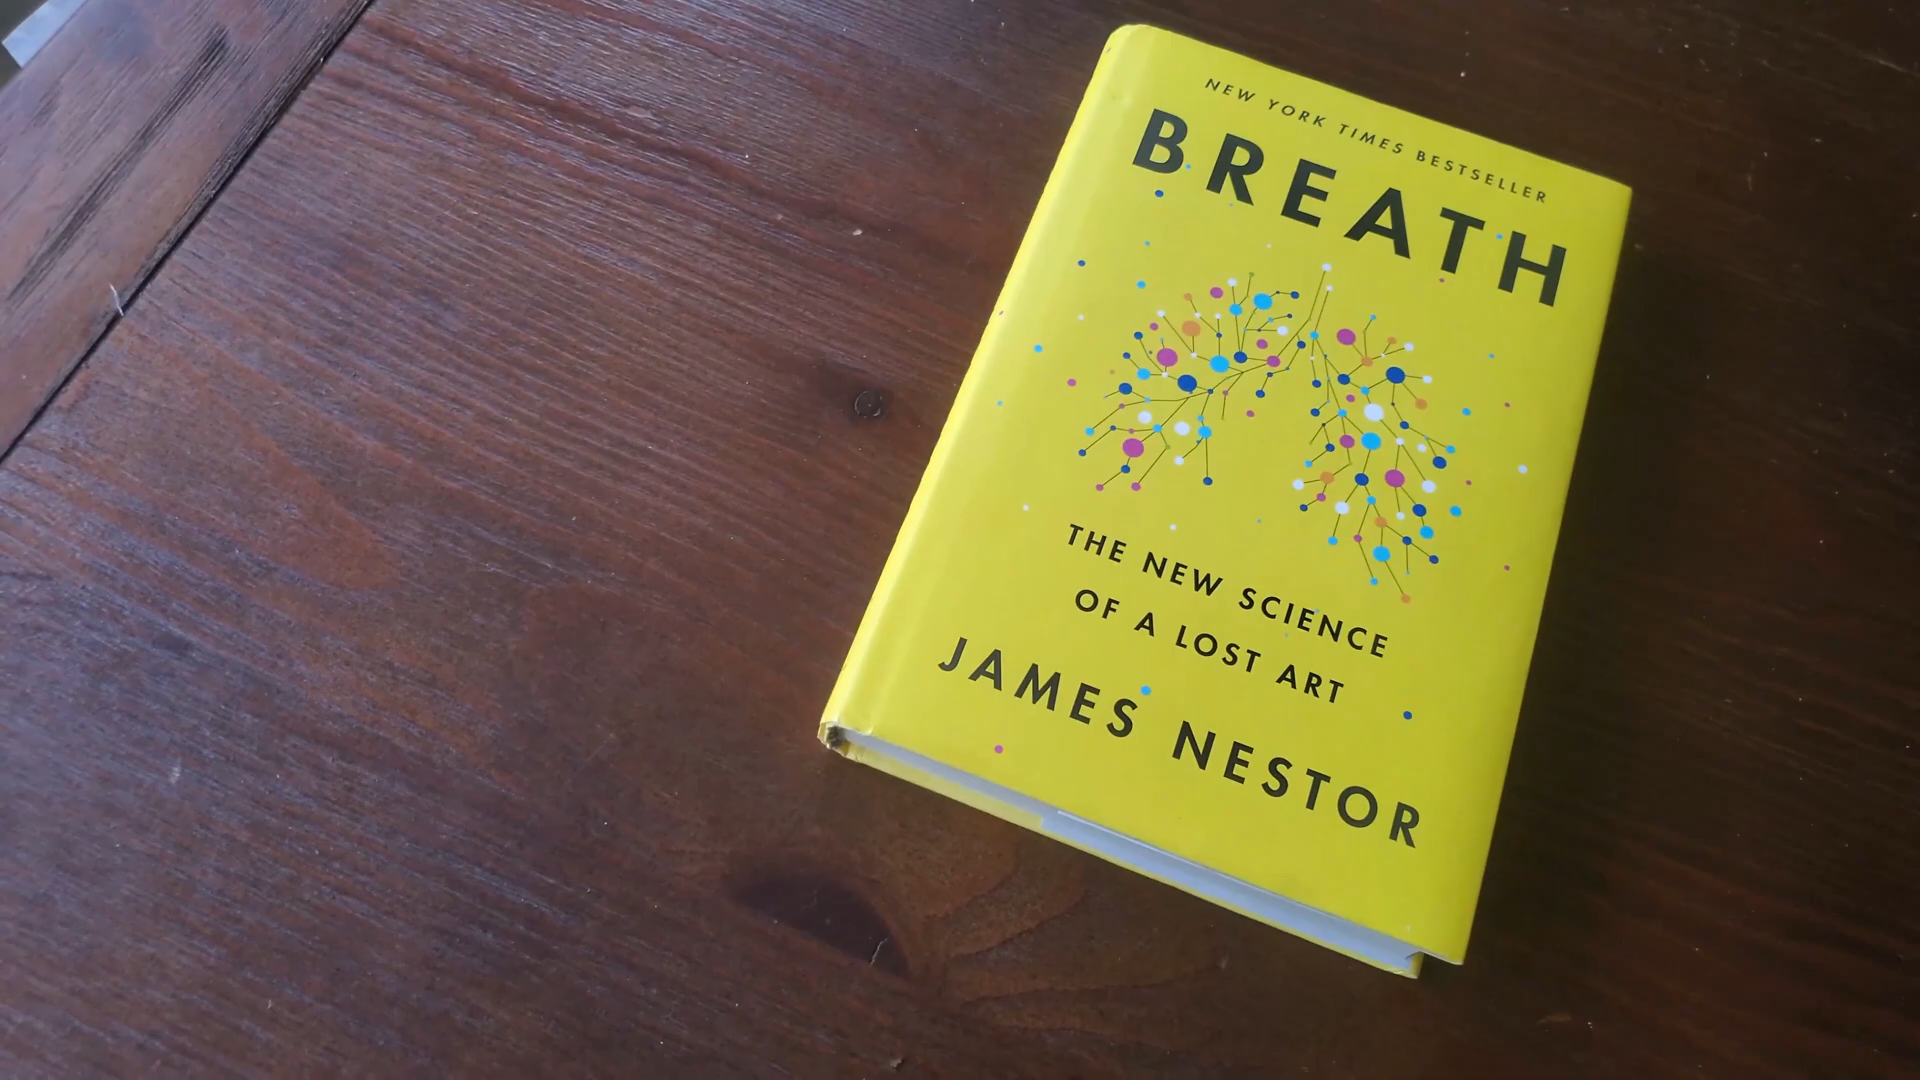 NEW YORK TIMES BESTSELLER
BREATH
THE NEW SCIENCE
OF A LOST ART
JAMES NESTOR